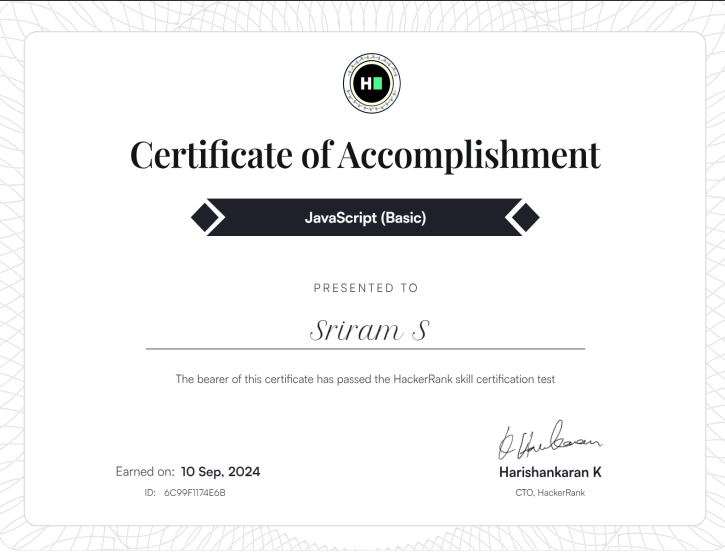 H
Certificate of Accomplishment
JavaScript (Basic)
PRESENTED TO
Sriram S
The bearer of this certificate has passed the HackerRank skill certification test
Earned on: 10 Sep, 2024
ID: 6C99F1174E6B
Harishankaran K
CTO, HackerRank